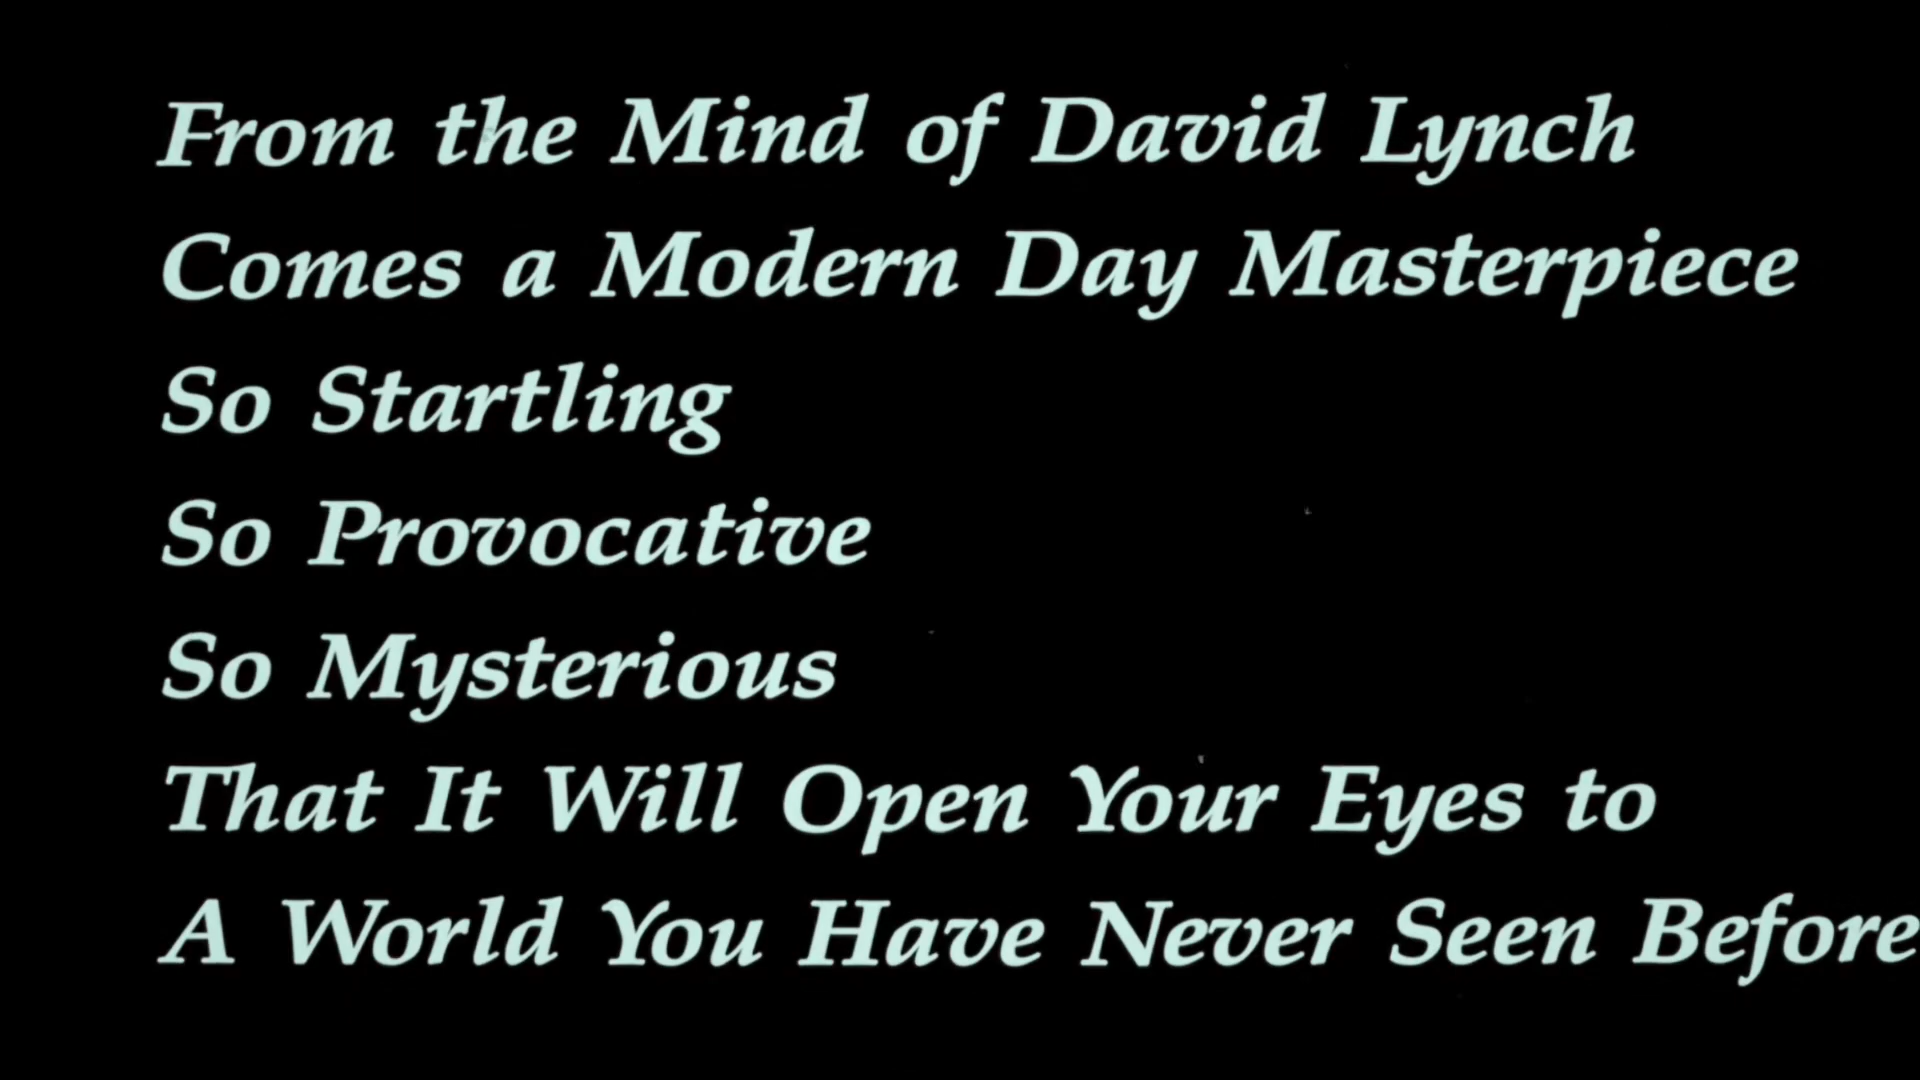 From the Mind of David Lynch
Comes a Modern Day Masterpiece
So Startling
So Provocative
So Mysterious
That It Will Open Your Eyes to
A World You Have Never Seen Before